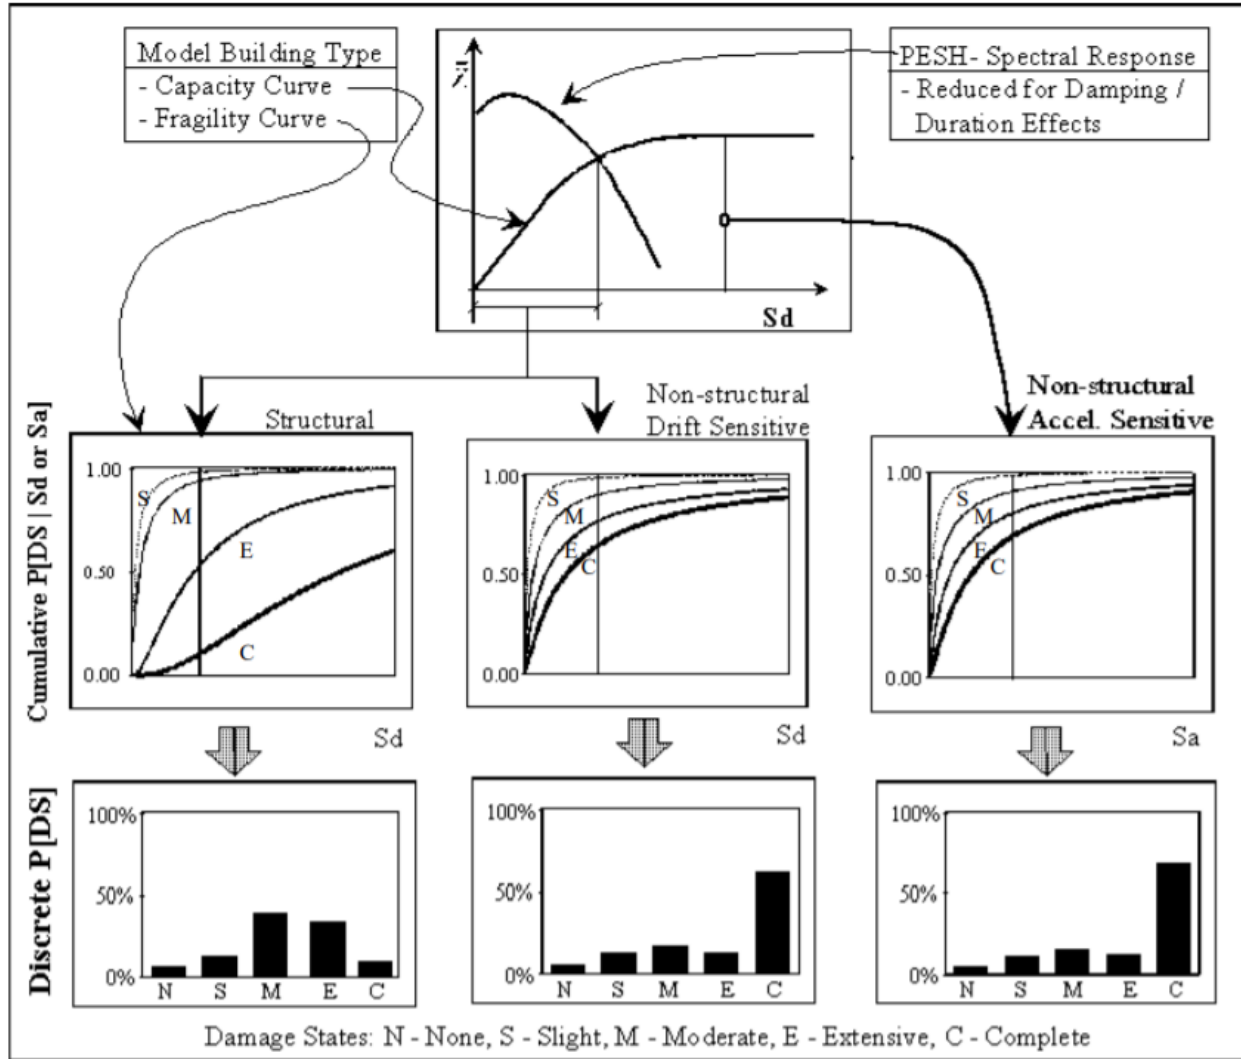 Model Building Type
- Capacity Curve
- Fragility Curve
PESH- Spectral Response
- Reduced for Damping /
Duration Effects
Sd
Structural
Non-structural
Drift Sensitive
Non-structural
Accel. Sensitive
Cumulative P[DS | Sd or Sa]
1.00
0.50
0.00
S
M
E
C
Sd
1.00
0.50
0.00
S
M
E
C
Sd
1.00
0.50
0.00
S
M
E
C
Sa
Discrete P[DS]
100%
50%
0%
N S M E C
100%
50%
0%
N S M E C
100%
50%
0%
N S M E C
Damage States: N - None, S - Slight, M - Moderate, E - Extensive, C - Complete